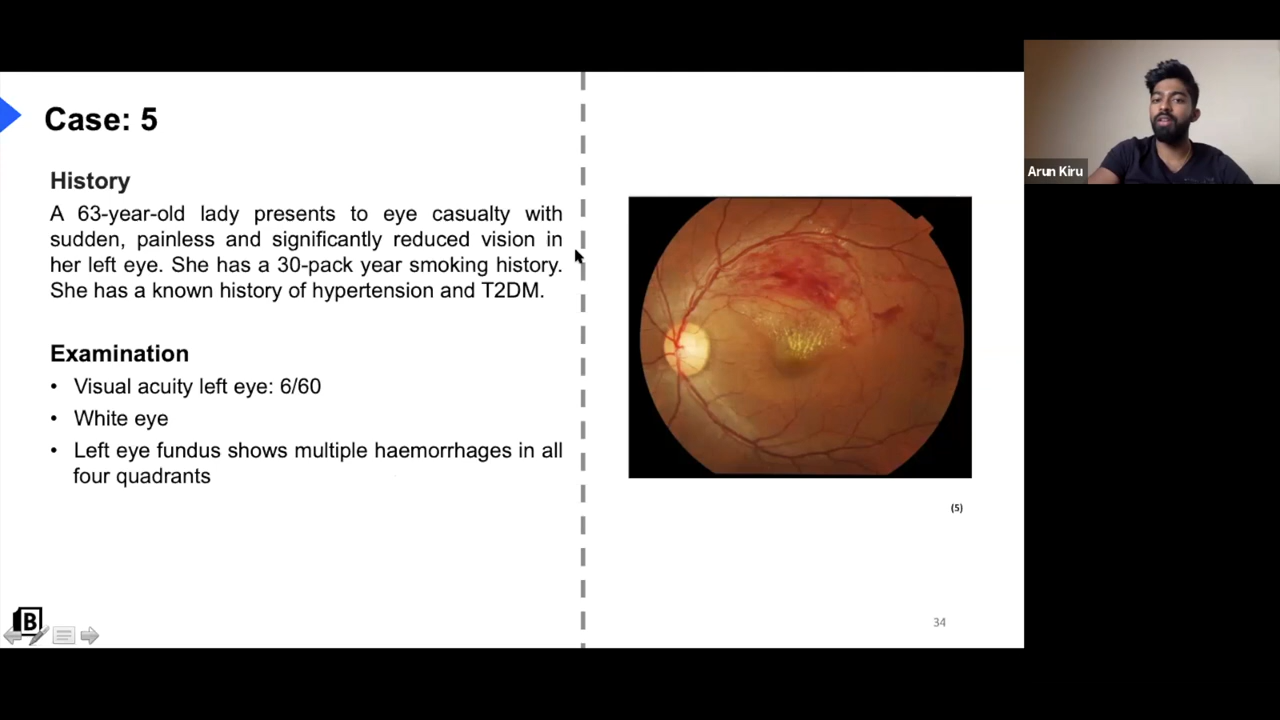 Case: 5
History
A 63-year-old lady presents to eye casualty with
sudden, painless and significantly reduced vision in
her left eye. She has a 30-pack year smoking history.
She has a known history of hypertension and T2DM.
Examination
• Visual acuity left eye: 6/60
• White eye
• Left eye fundus shows multiple haemorrhages in all
four quadrants
(5)
34
B
Arun Kiru